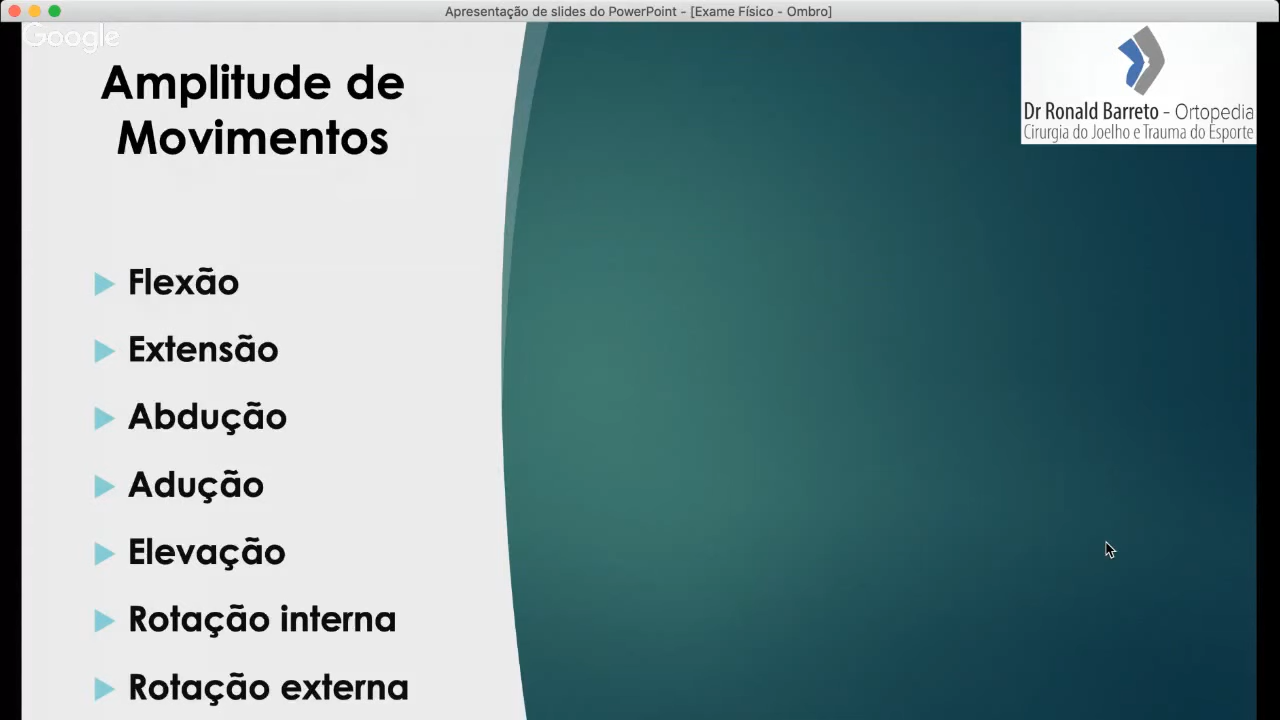 Apresentação de slides do PowerPoint - [Exame Físico - Ombro]
Google
Amplitude de
Movimentos
Dr Ronald Barreto - Ortopedia
Cirurgia do Joelho e Trauma do Esporte
Flexão
Extensão
Abdução
Adução
Elevação
Rotação interna
Rotação externa